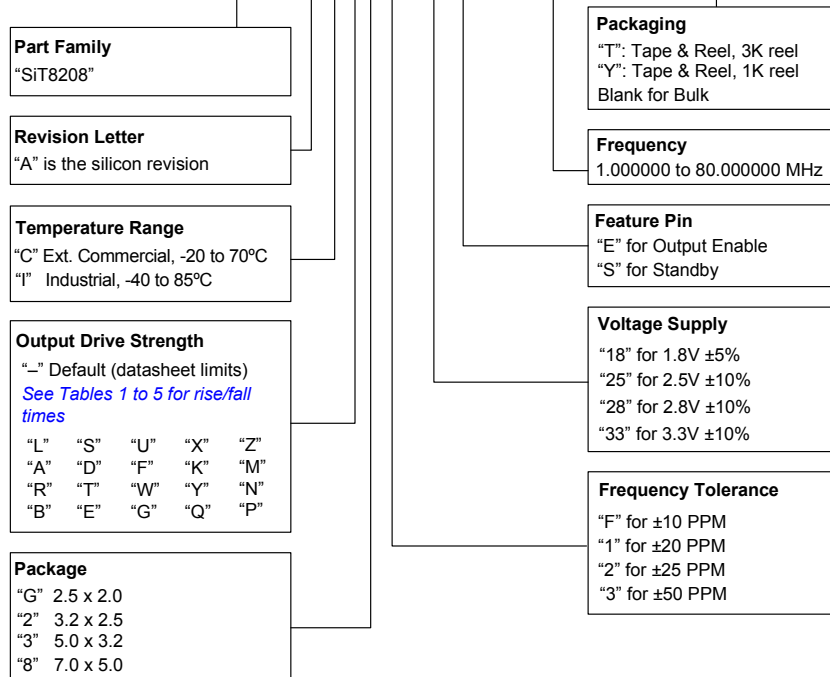 Part Family
“SiT8208”
Revision Letter
“A” is the silicon revision
Temperature Range
“C” Ext. Commercial, -20 to 70ºC
“I” Industrial, -40 to 85ºC
Output Drive Strength
“–” Default (datasheet limits)
See Tables 1 to 5 for rise/fall
times
“L” “S” “U” “X” “Z”
“A” “D” “F” “K” “M”
“R” “T” “W” “Y” “N”
“B” “E” “G” “Q” “P”
Package
“G” 2.5 x 2.0
“2” 3.2 x 2.5
“3” 5.0 x 3.2
“8” 7.0 x 5.0
Packaging
“T”: Tape & Reel, 3K reel
“Y”: Tape & Reel, 1K reel
Blank for Bulk
Frequency
1.000000 to 80.000000 MHz
Feature Pin
“E” for Output Enable
“S” for Standby
Voltage Supply
“18” for 1.8V ±5%
“25” for 2.5V ±10%
“28” for 2.8V ±10%
“33” for 3.3V ±10%
Frequency Tolerance
“F” for ±10 PPM
“1” for ±20 PPM
“2” for ±25 PPM
“3” for ±50 PPM